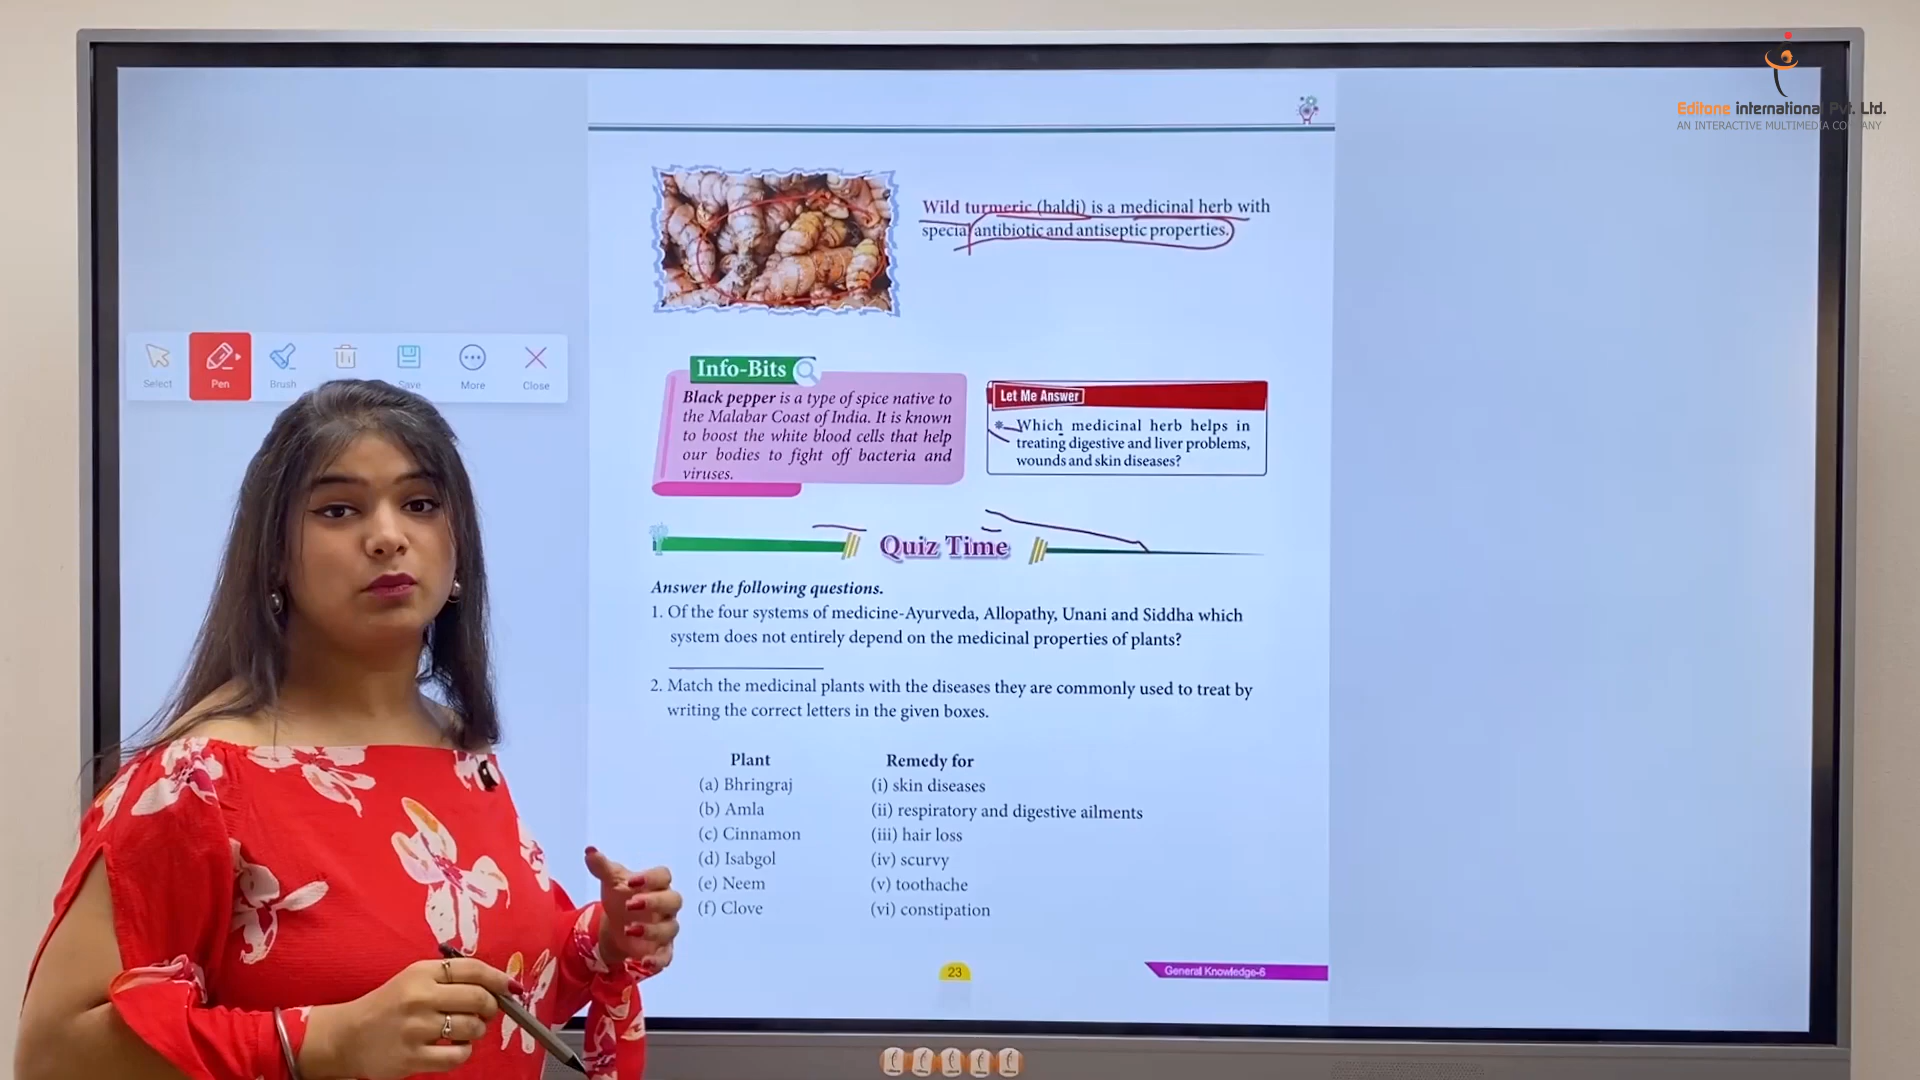 Editone international Pvt. Ltd.
AN INTERACTIVE MULTIMEDIA COMPANY
Wild turmeric (haldi) is a medicinal herb with
special antibiotic and antiseptic properties.
Select
Pen
Brush
Save
More
Close
Info-Bits
Black pepper is a type of spice native to
the Malabar Coast of India. It is known
to boost the white blood cells that help
our bodies to fight off bacteria and
viruses.
Let Me Answer
Which medicinal herb helps in
treating digestive and liver problems,
wounds and skin diseases?
Quiz Time
Answer the following questions.
1. Of the four systems of medicine-Ayurveda, Allopathy, Unani and Siddha which
system does not entirely depend on the medicinal properties of plants?
2. Match the medicinal plants with the diseases they are commonly used to treat by
writing the correct letters in the given boxes.
Plant Remedy for
(a) Bhringraj (i) skin diseases
(b) Amla (ii) respiratory and digestive ailments
(c) Cinnamon (iii) hair loss
(d) Isabgol (iv) scurvy
(e) Neem (v) toothache
(f) Clove (vi) constipation
23
General Knowledge-6